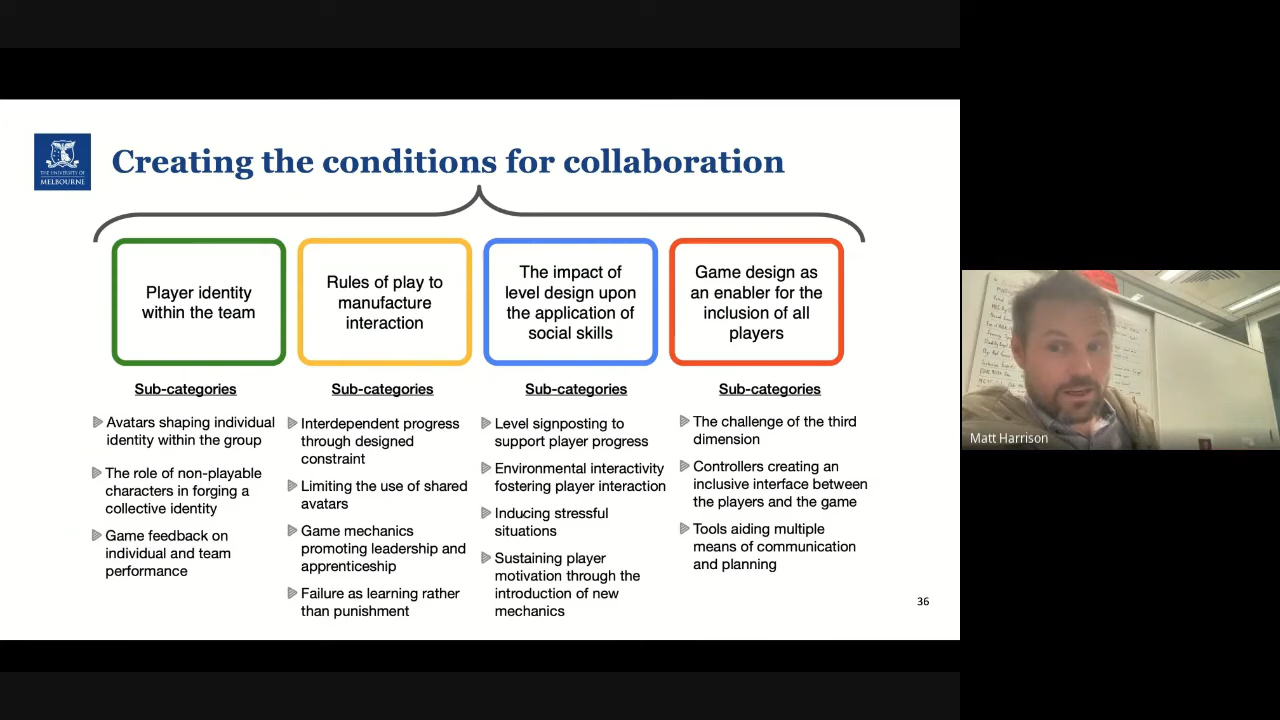 THE UNIVERSITY OF
MELBOURNE
Creating the conditions for collaboration
Player identity
within the team
Sub-categories
Avatars shaping individual
identity within the group
The role of non-playable
characters in forging a
collective identity
Game feedback on
individual and team
performance
Rules of play to
manufacture
interaction
Sub-categories
Interdependent progress
through designed
constraint
Limiting the use of shared
avatars
Game mechanics
promoting leadership and
apprenticeship
Failure as learning rather
than punishment
The impact of
level design upon
the application of
social skills
Sub-categories
Level signposting to
support player progress
Environmental interactivity
fostering player interaction
Inducing stressful
situations
Sustaining player
motivation through the
introduction of new
mechanics
Game design as
an enabler for the
inclusion of all
players
Sub-categories
The challenge of the third
dimension
Controllers creating an
inclusive interface between
the players and the game
Tools aiding multiple
means of communication
and planning
36
Matt Harrison